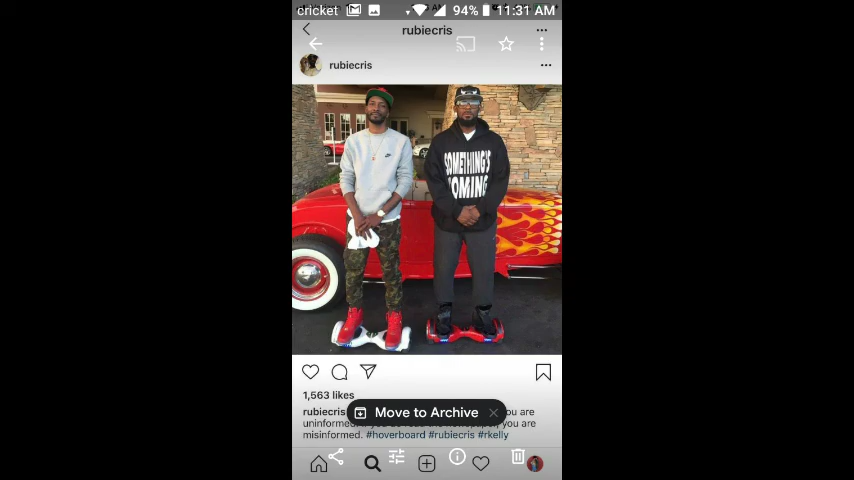 cricket 94% 11:31 AM
rubiecris
rubiecris
SOMETHING'S
COMING
1,563 likes
rubiecris you are
Move to Archive
uninformed. you are
misinformed. #hoverboard #rubiecris #rkelly